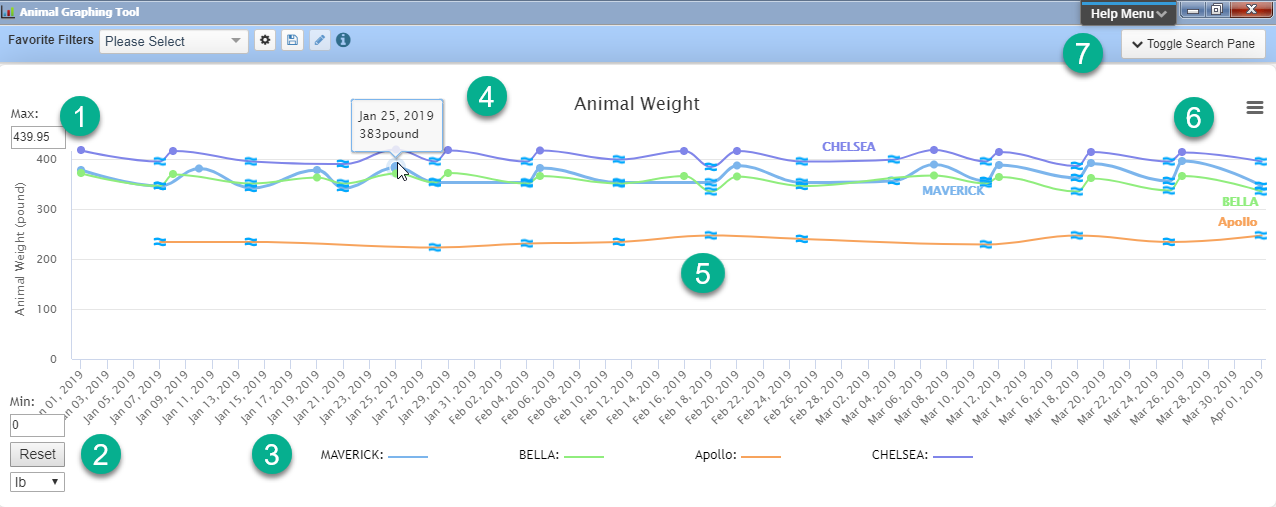 Animal Graphing Tool
Help Menu
Favorite Filters
Please Select
Toggle Search Pane
7
1
4
6
Max:
439.95
Animal Weight
Jan 25, 2019
383pound
CHELSEA
MAVERICK
BELLA
Apollo
5
Animal Weight (pound)
400
300
200
100
0
Jan 03, 2019
Jan 05, 2019
Jan 07, 2019
Jan 09, 2019
Jan 11, 2019
Jan 13, 2019
Jan 15, 2019
Jan 17, 2019
Jan 19, 2019
Jan 21, 2019
Jan 23, 2019
Jan 25, 2019
Jan 27, 2019
Jan 29, 2019
Jan 31, 2019
Feb 02, 2019
Feb 04, 2019
Feb 06, 2019
Feb 08, 2019
Feb 10, 2019
Feb 12, 2019
Feb 14, 2019
Feb 16, 2019
Feb 18, 2019
Feb 20, 2019
Feb 22, 2019
Feb 24, 2019
Feb 26, 2019
Feb 28, 2019
Mar 02, 2019
Mar 04, 2019
Mar 06, 2019
Mar 08, 2019
Mar 10, 2019
Mar 12, 2019
Mar 14, 2019
Mar 16, 2019
Mar 18, 2019
Mar 20, 2019
Mar 22, 2019
Mar 24, 2019
Mar 26, 2019
Mar 28, 2019
Mar 30, 2019
Apr 01, 2019
n 01, 2019
Min:
0
Reset
2
3
lb
MAVERICK:
BELLA:
Apollo:
CHELSEA: